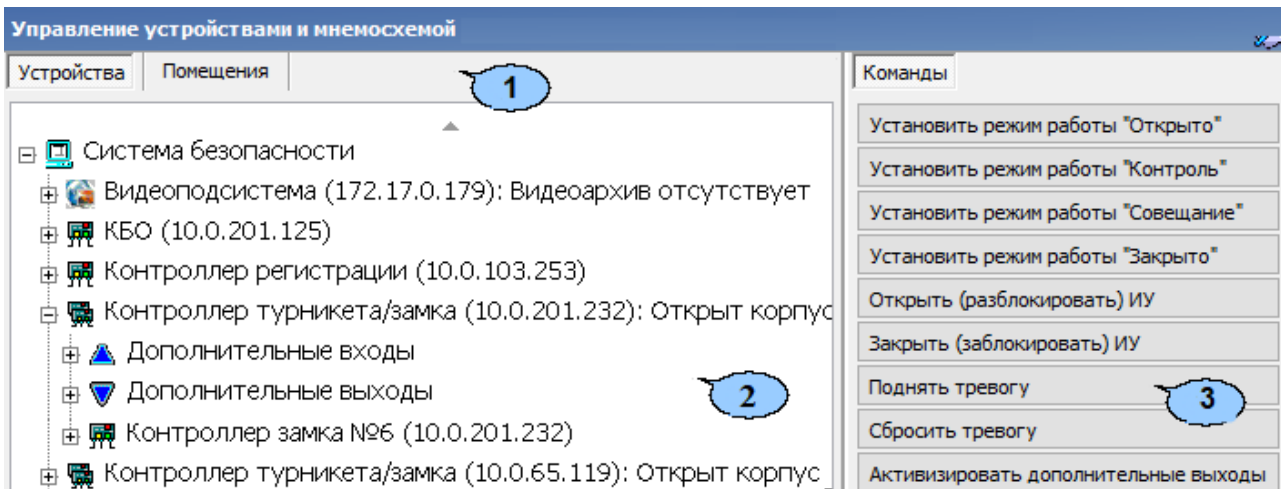 Управление устройствами и мнемосхемой
Устройства Помещения
1
Команды
Система безопасности
Видеоподсистема (172.17.0.179): Видеоархив отсутствует
КБО (10.0.201.125)
Контроллер регистрации (10.0.103.253)
Контроллер турникета/замка (10.0.201.232): Открыт корпус
Дополнительные входы
Дополнительные выходы
2
Контроллер замка №6 (10.0.201.232)
Контроллер турникета/замка (10.0.65.119): Открыт корпус
Установить режим работы "Открыто"
Установить режим работы "Контроль"
Установить режим работы "Совещание"
Установить режим работы "Закрыто"
Открыть (разблокировать) ИУ
Закрыть (заблокировать) ИУ
Поднять тревогу
3
Сбросить тревогу
Активизировать дополнительные выходы